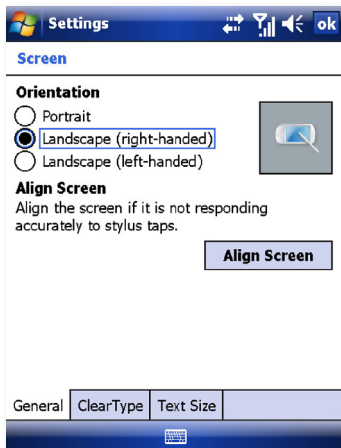 Settings ok
Screen
Orientation
Portrait
Landscape (right-handed)
Landscape (left-handed)
Align Screen
Align the screen if it is not responding
accurately to stylus taps.
Align Screen
General ClearType Text Size